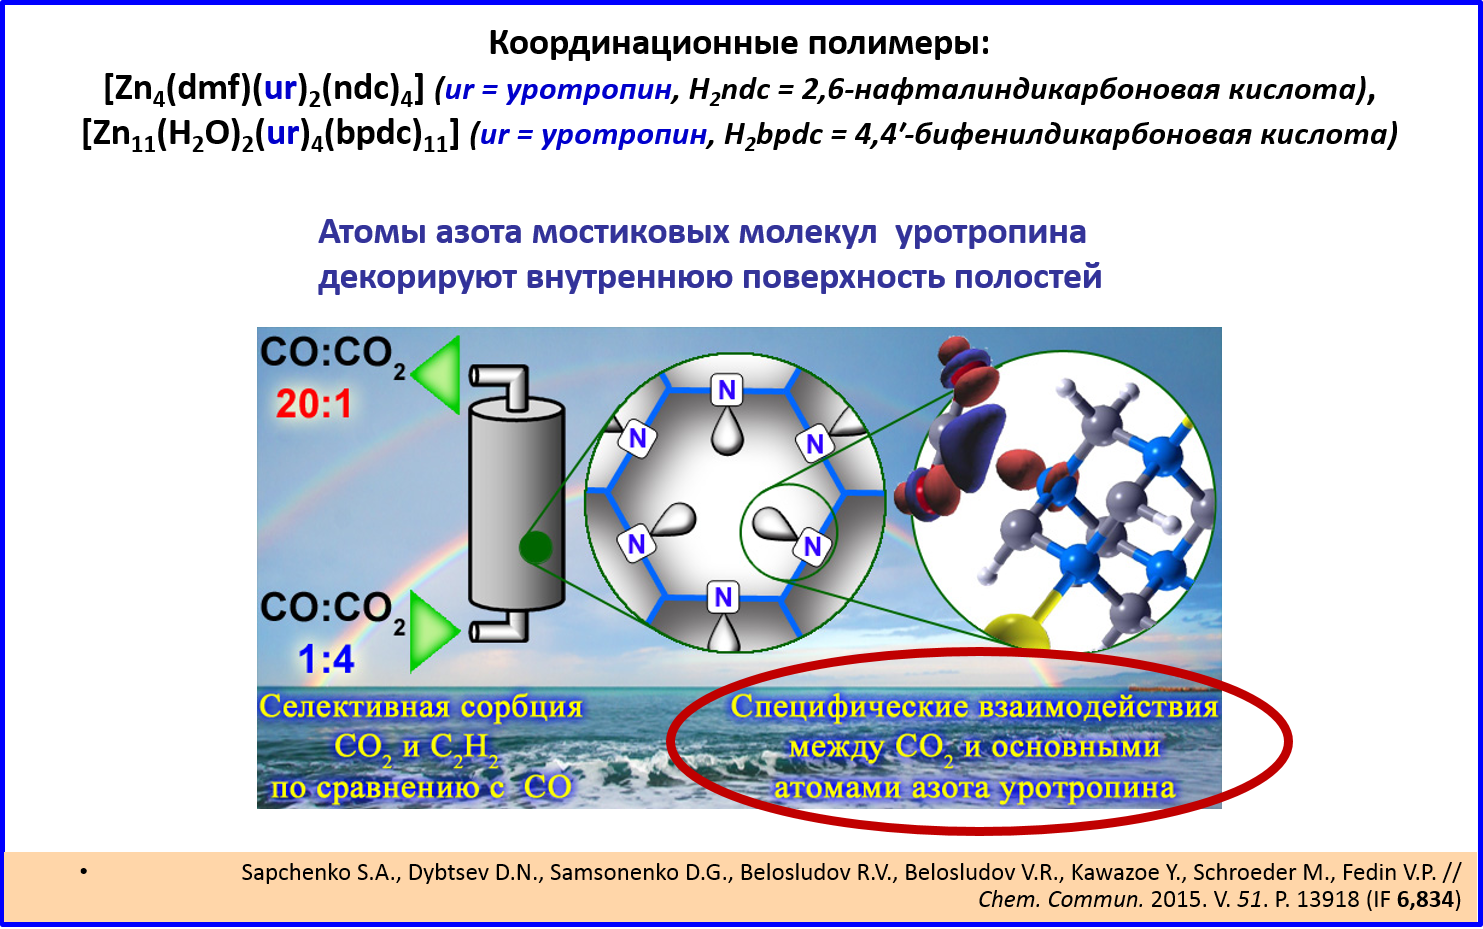 Координационные полимеры:
[Zn4(dmf)(ur)2(ndc)4] (ur = уротропин, H2ndc = 2,6-нафталиндикарбоновая кислота),
[Zn11(H2O)2(ur)4(bpdc)11] (ur = уротропин, H2bpdc = 4,4′-бифенилдикарбоновая кислота)
Атомы азота мостиковых молекул уротропина
декорируют внутреннюю поверхность полостей
CO:CO2
20:1
CO:CO2
1:4
N
N
N
N
N
N
Селективная сорбция
CO2 и C2H2
по сравнению с CO
Специфические взаимодействия
между CO2 и основными
атомами азота уротропина
• Sapchenko S.A., Dybtsev D.N., Samsonenko D.G., Belosludov R.V., Belosludov V.R., Kawazoe Y., Schroeder M., Fedin V.P. //
Chem. Commun. 2015. V. 51. P. 13918 (IF 6,834)